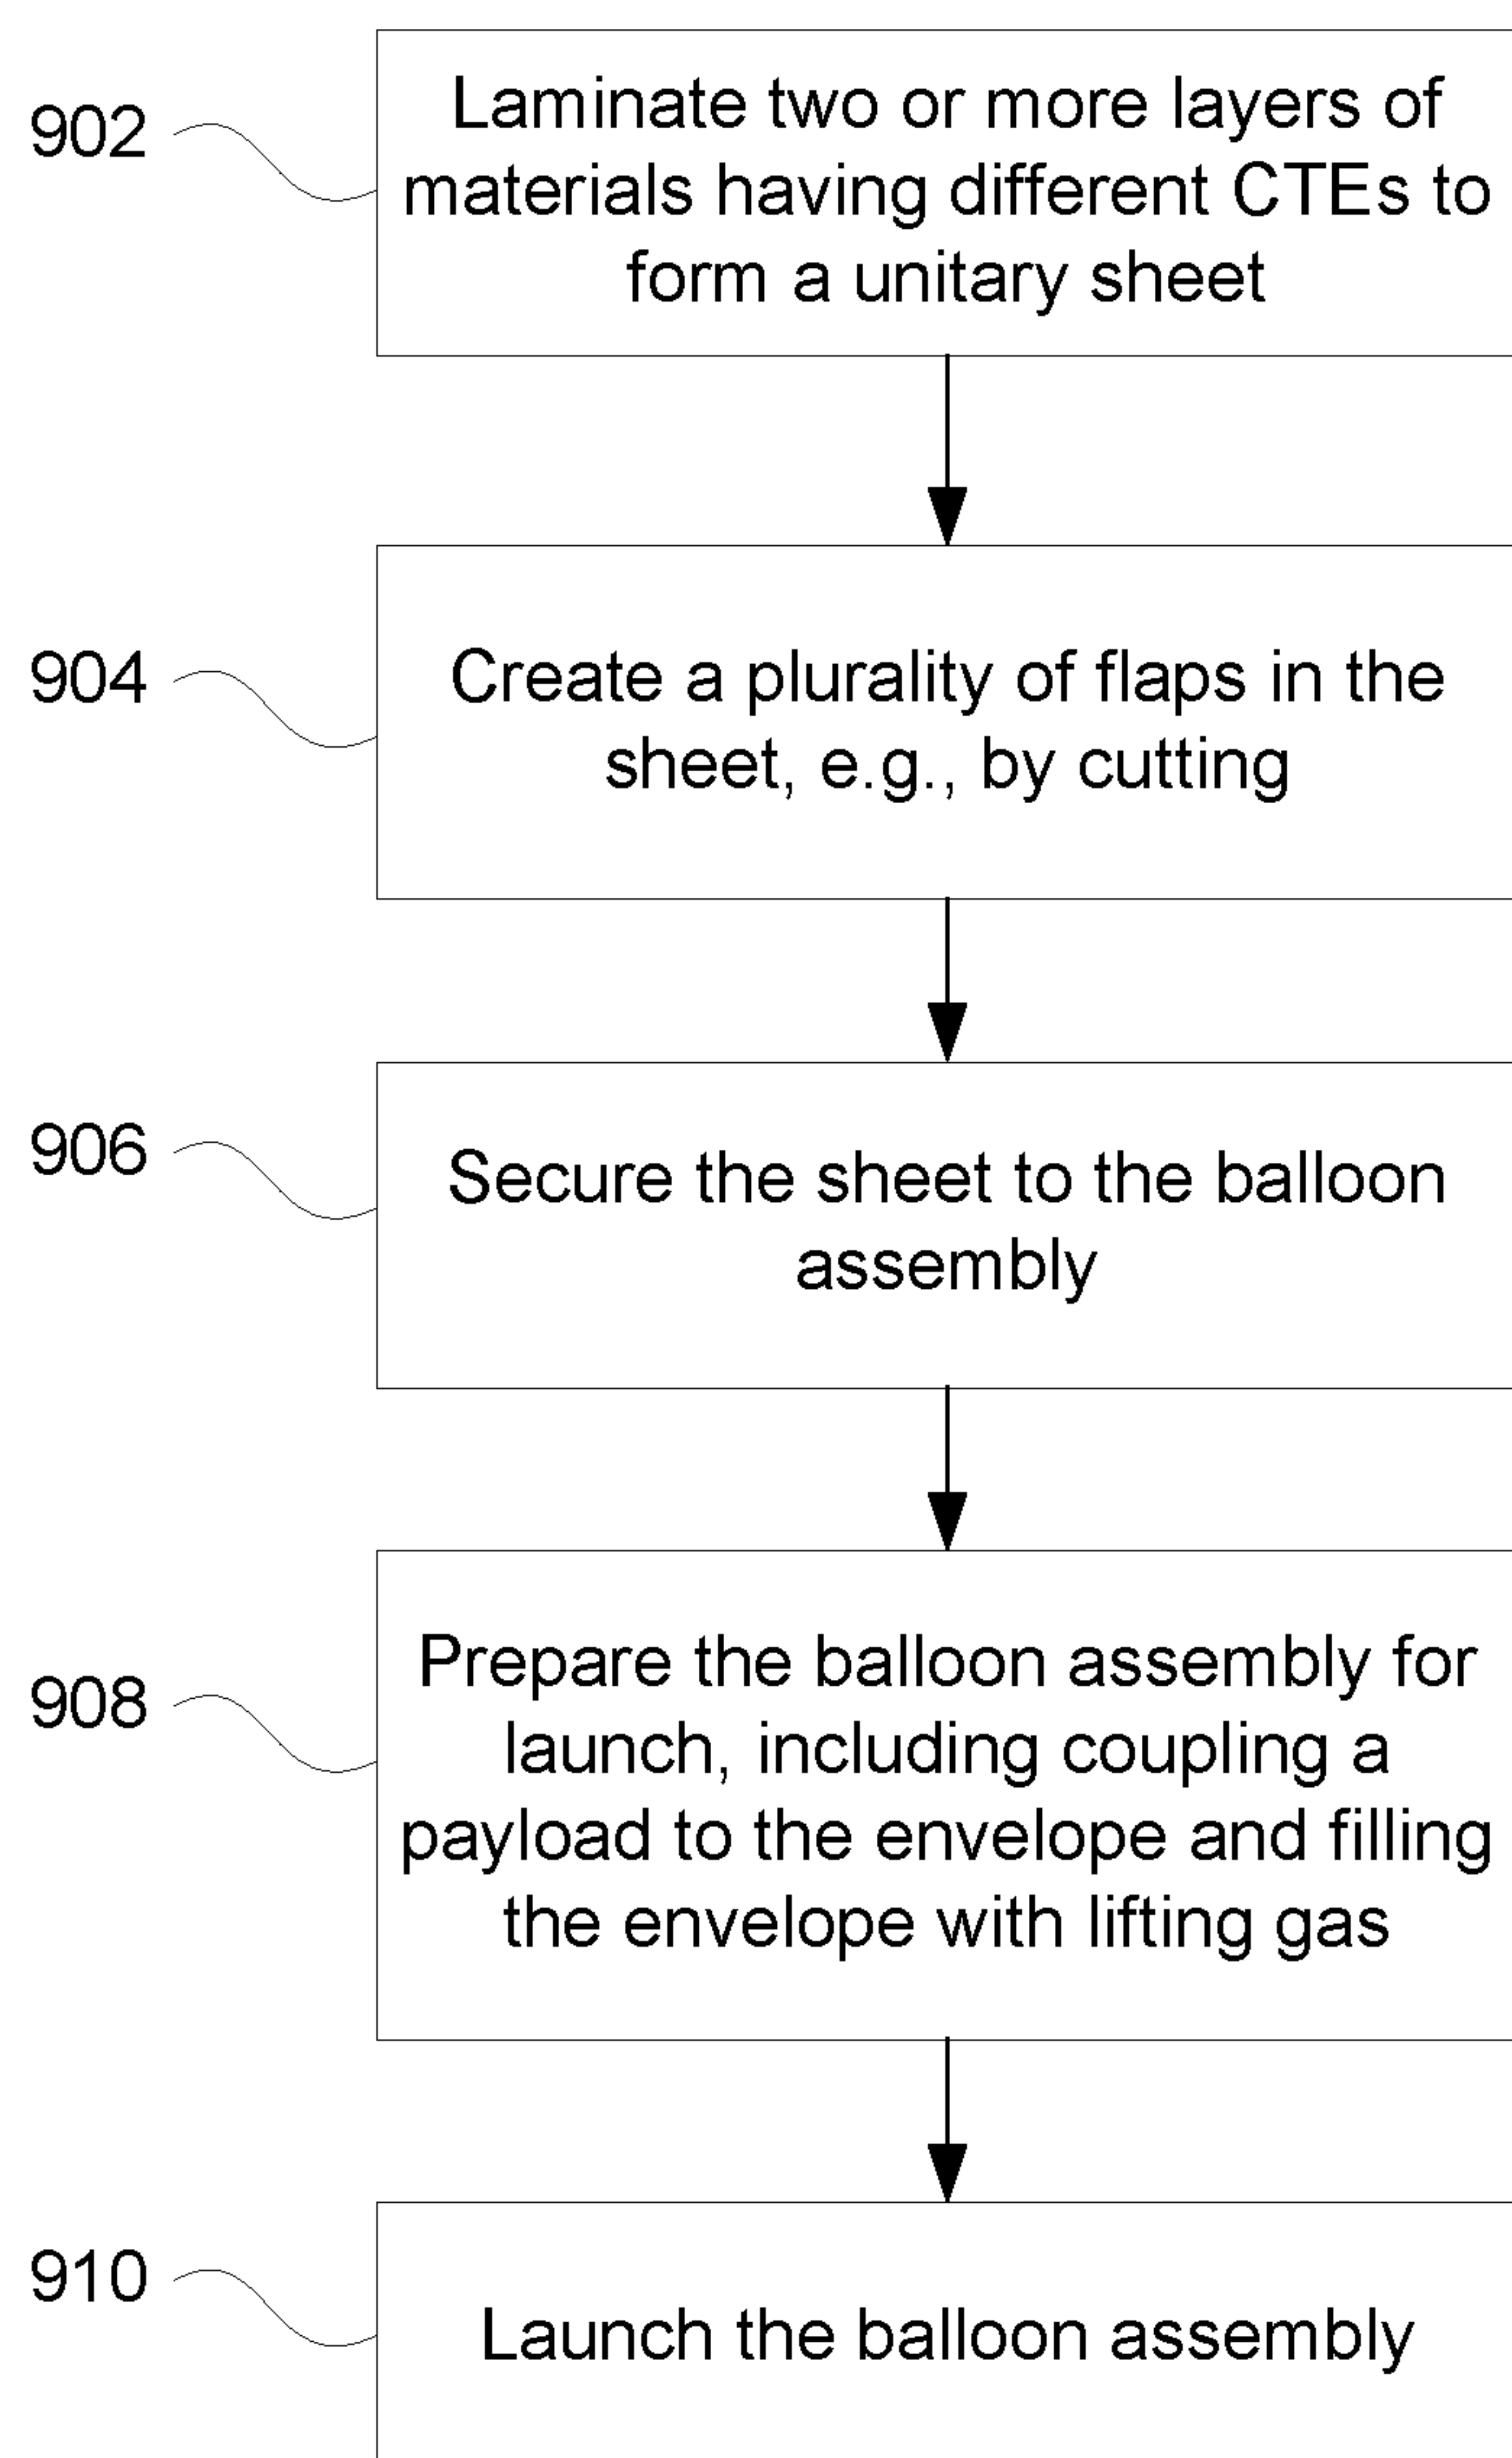 902
Laminate two or more layers of
materials having different CTEs to
form a unitary sheet
904
Create a plurality of flaps in the
sheet, e.g., by cutting
906
Secure the sheet to the balloon
assembly
908
Prepare the balloon assembly for
launch, including coupling a
payload to the envelope and filling
the envelope with lifting gas
910
Launch the balloon assembly